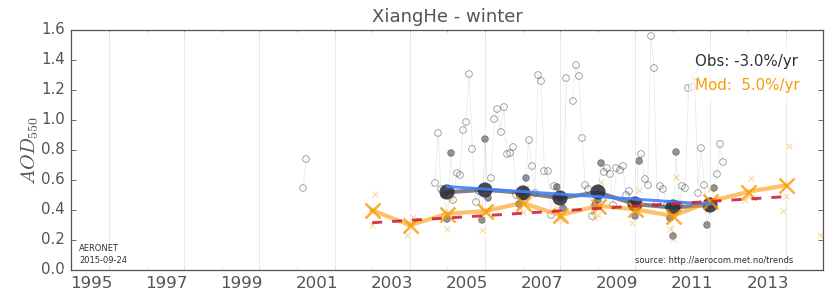 XiangHe - winter
1.6
1.4
1.2
1.0
0.8
0.6
0.4
0.2
0.0
AOD550
Obs: -3.0%/yr
Mod:  5.0%/yr
AERONET
2015-09-24
source: http://aerocom.met.no/trends
1995 1997 1999 2001 2003 2005 2007 2009 2011 2013